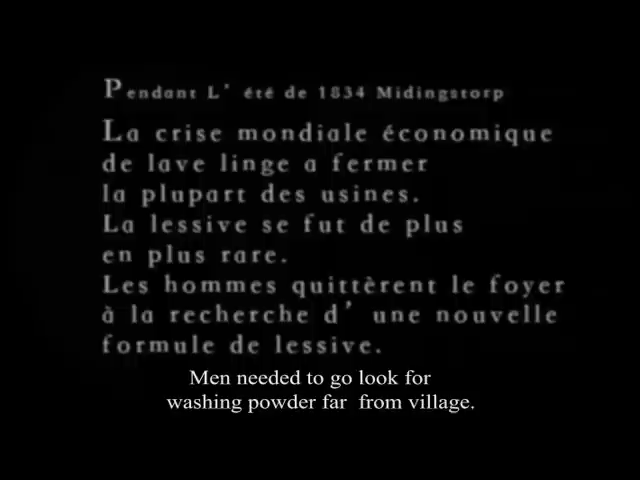 Pendant L' été de 1834 Midingstorp
La crise mondiale économique
de lave linge a fermer
la plupart des usines.
La lessive se fut de plus
en plus rare.
Les hommes quittèrent le foyer
à la recherche d' une nouvelle
formule de lessive.
Men needed to go look for
washing powder far from village.